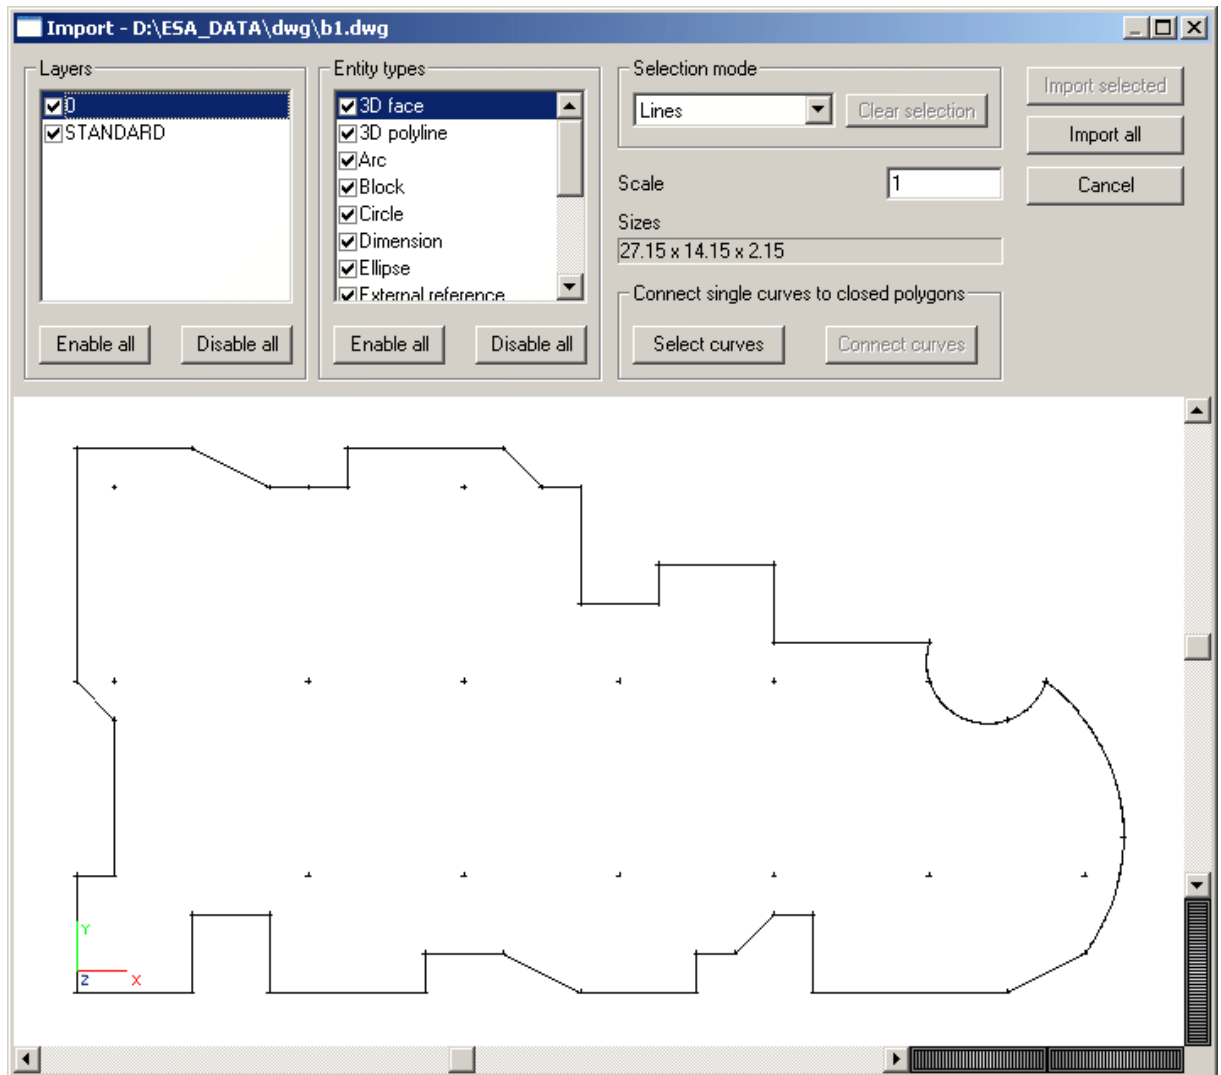 Import - D:\ESA_DATA\dwg\b1.dwg
Layers
0
STANDARD
Enable all
Disable all
Entity types
3D face
3D polyline
Arc
Block
Circle
Dimension
Ellipse
External reference
Enable all
Disable all
Selection mode
Lines
Clear selection
Scale
1
Sizes
27.15 x 14.15 x 2.15
Connect single curves to closed polygons
Select curves
Connect curves
Import selected
Import all
Cancel
Y
Z
X